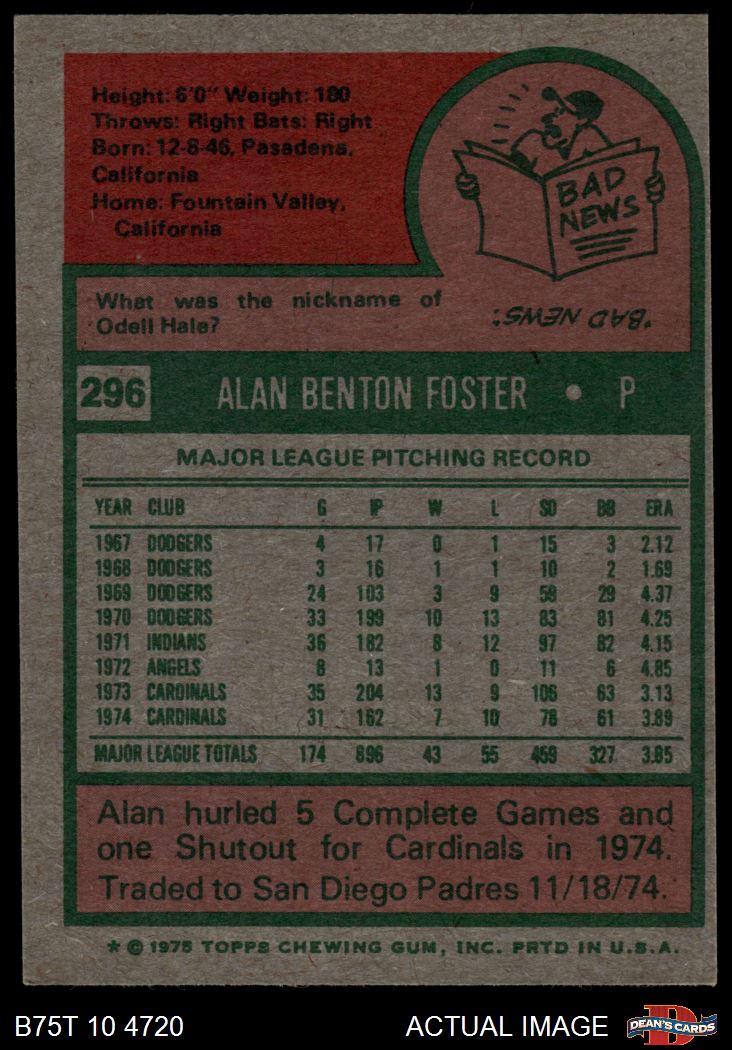 Height: 6'0" Weight: 180
Throws: Right Bats: Right
Born: 12-8-46, Pasadena,
California
Home: Fountain Valley,
California
BAD
NEWS
What was the nickname of
Odell Hale?
"BAD NEWS."
296 ALAN BENTON FOSTER • P
MAJOR LEAGUE PITCHING RECORD
YEAR CLUB G IP W L SO BB ERA
1967 DODGERS 4 17 0 1 15 3 2.12
1968 DODGERS 3 16 1 1 10 2 1.69
1969 DODGERS 24 103 3 9 59 29 4.37
1970 DODGERS 33 199 10 13 83 81 4.25
1971 INDIANS 36 182 8 12 97 82 4.15
1972 ANGELS 8 13 1 0 11 6 4.85
1973 CARDINALS 35 204 13 9 106 63 3.13
1974 CARDINALS 31 162 7 10 78 61 3.89
MAJOR LEAGUE TOTALS 174 896 43 55 459 327 3.85
Alan hurled 5 Complete Games and
one Shutout for Cardinals in 1974.
Traded to San Diego Padres 11/18/74.
* © 1975 TOPPS CHEWING GUM, INC. PRTD IN U.S.A.
B75T 10 4720 ACTUAL IMAGE DEAN'S CARDS